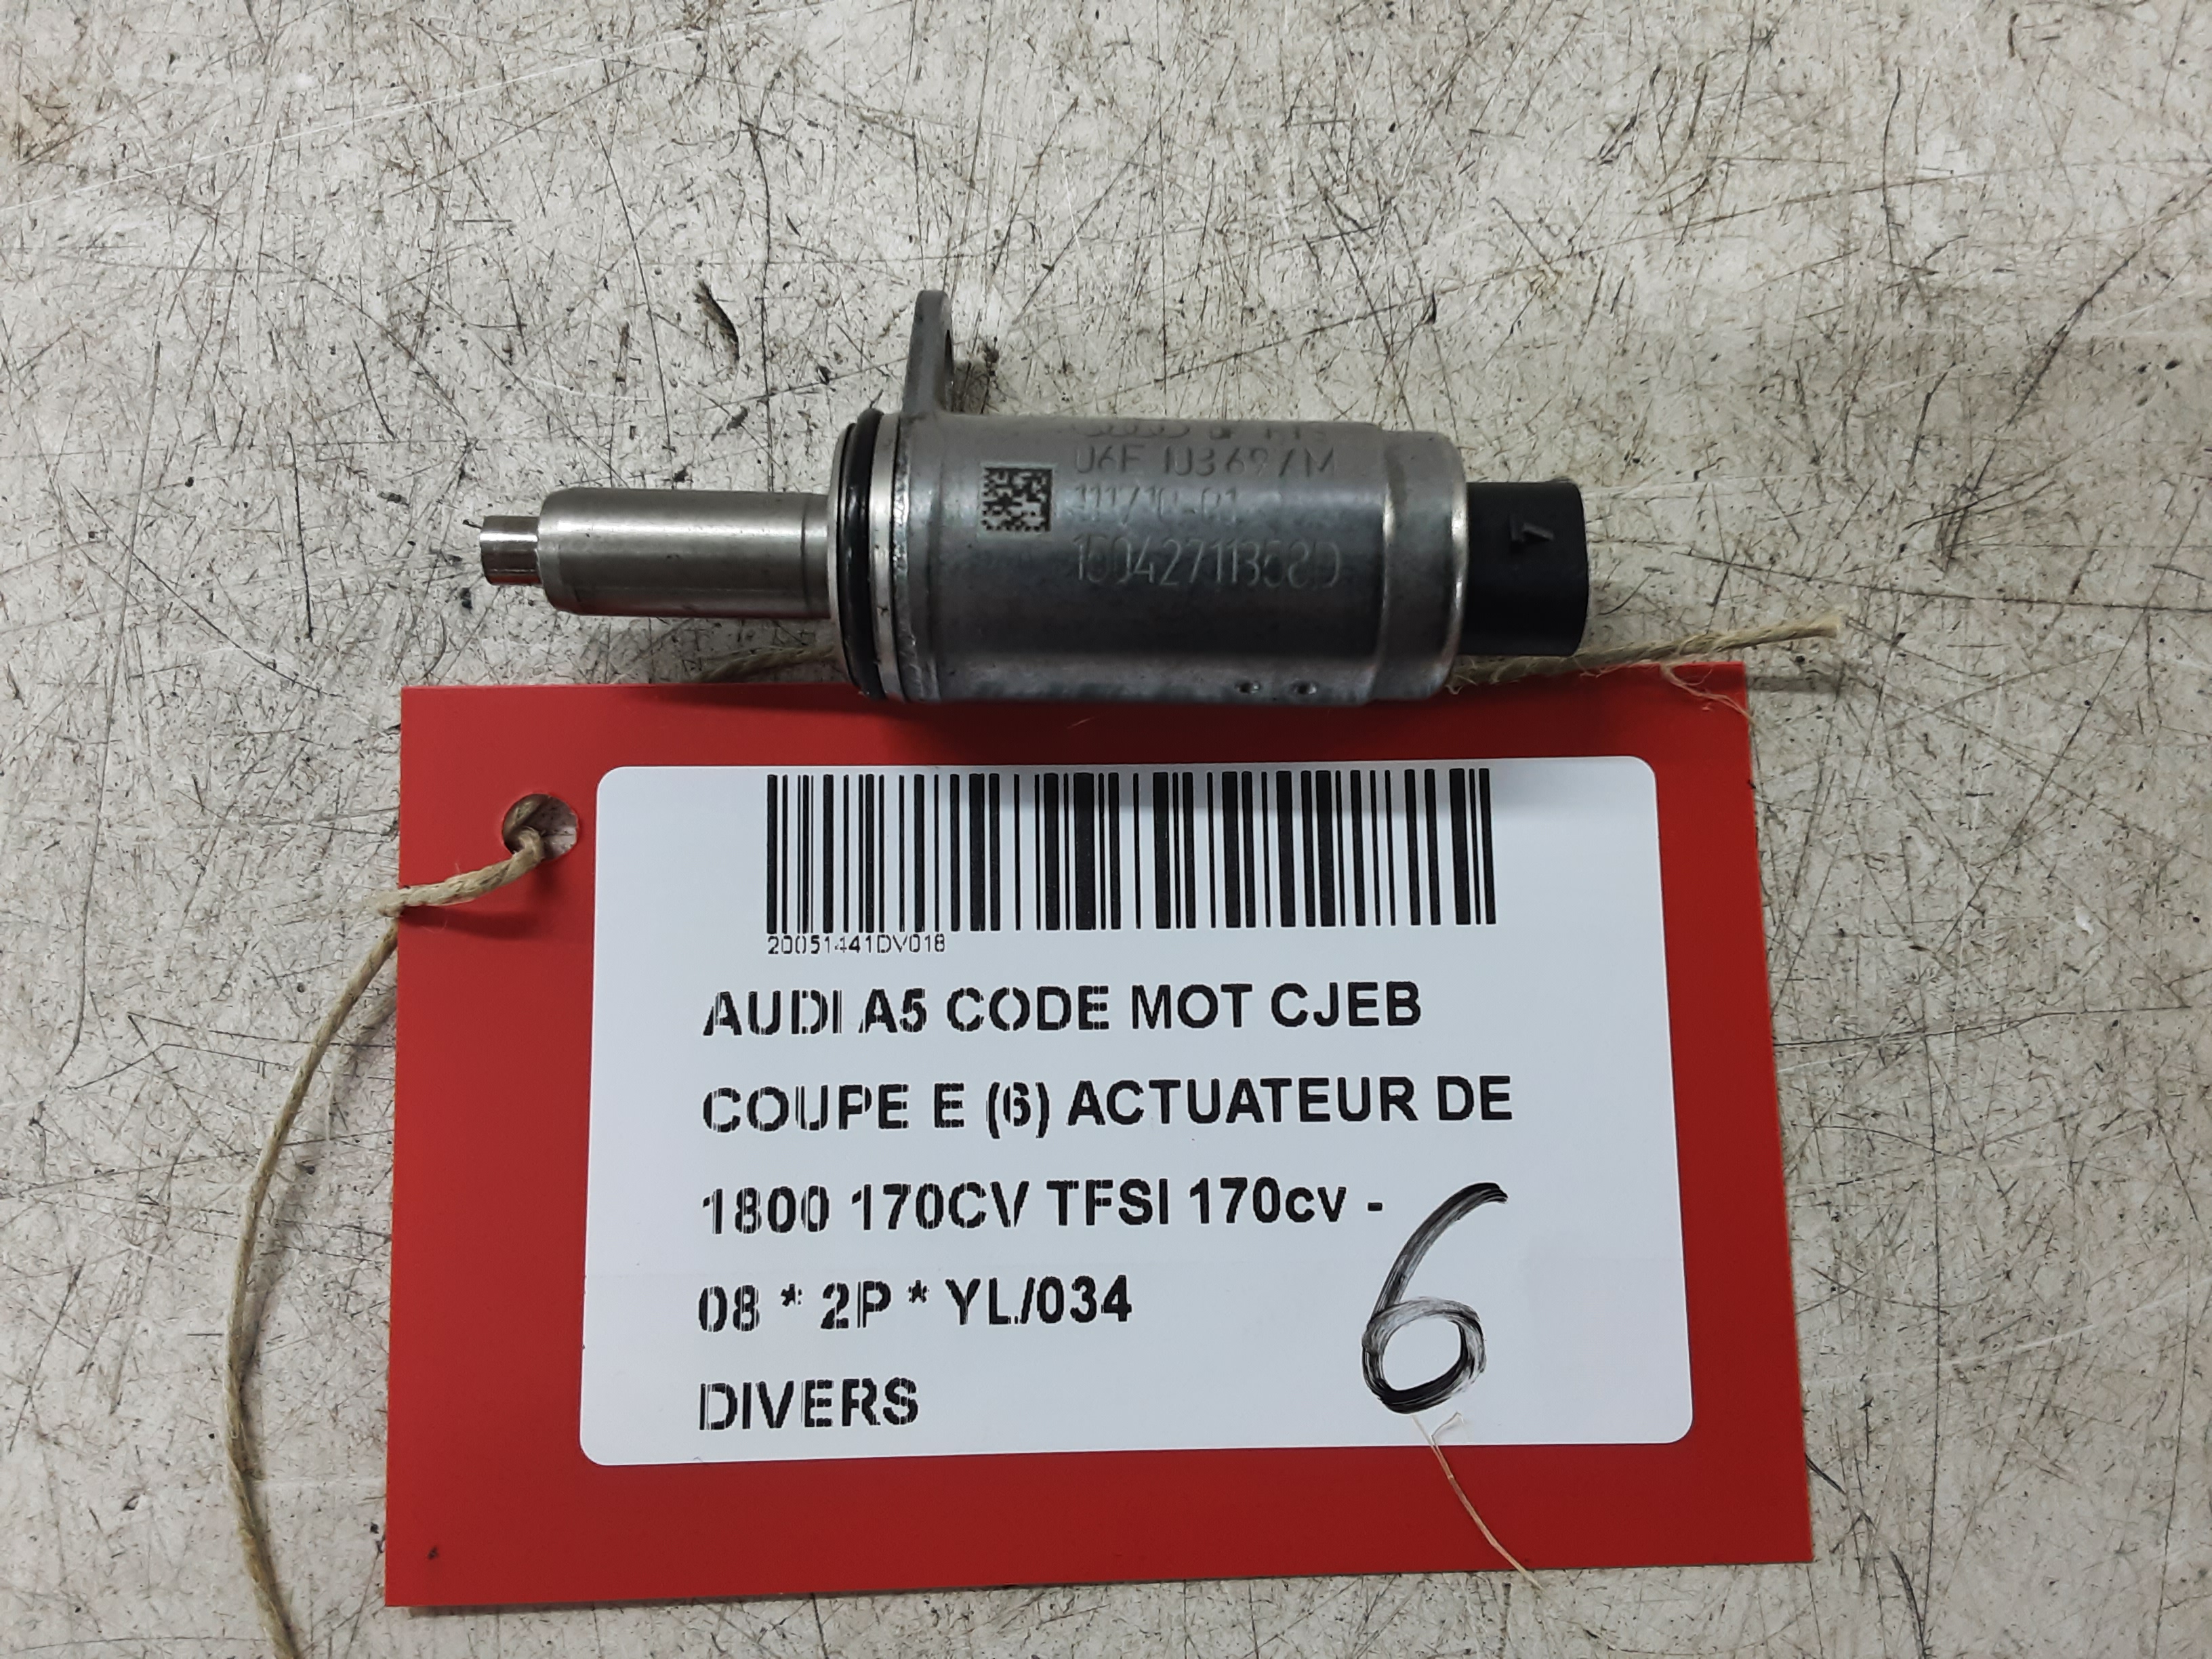 06E 103 697 M
20051441DV018
AUDI A5 CODE MOT CJEB
COUPE E (6) ACTUATEUR DE
1800 170CV TFSI 170cv -
08 * 2P * YL/034
DIVERS
6